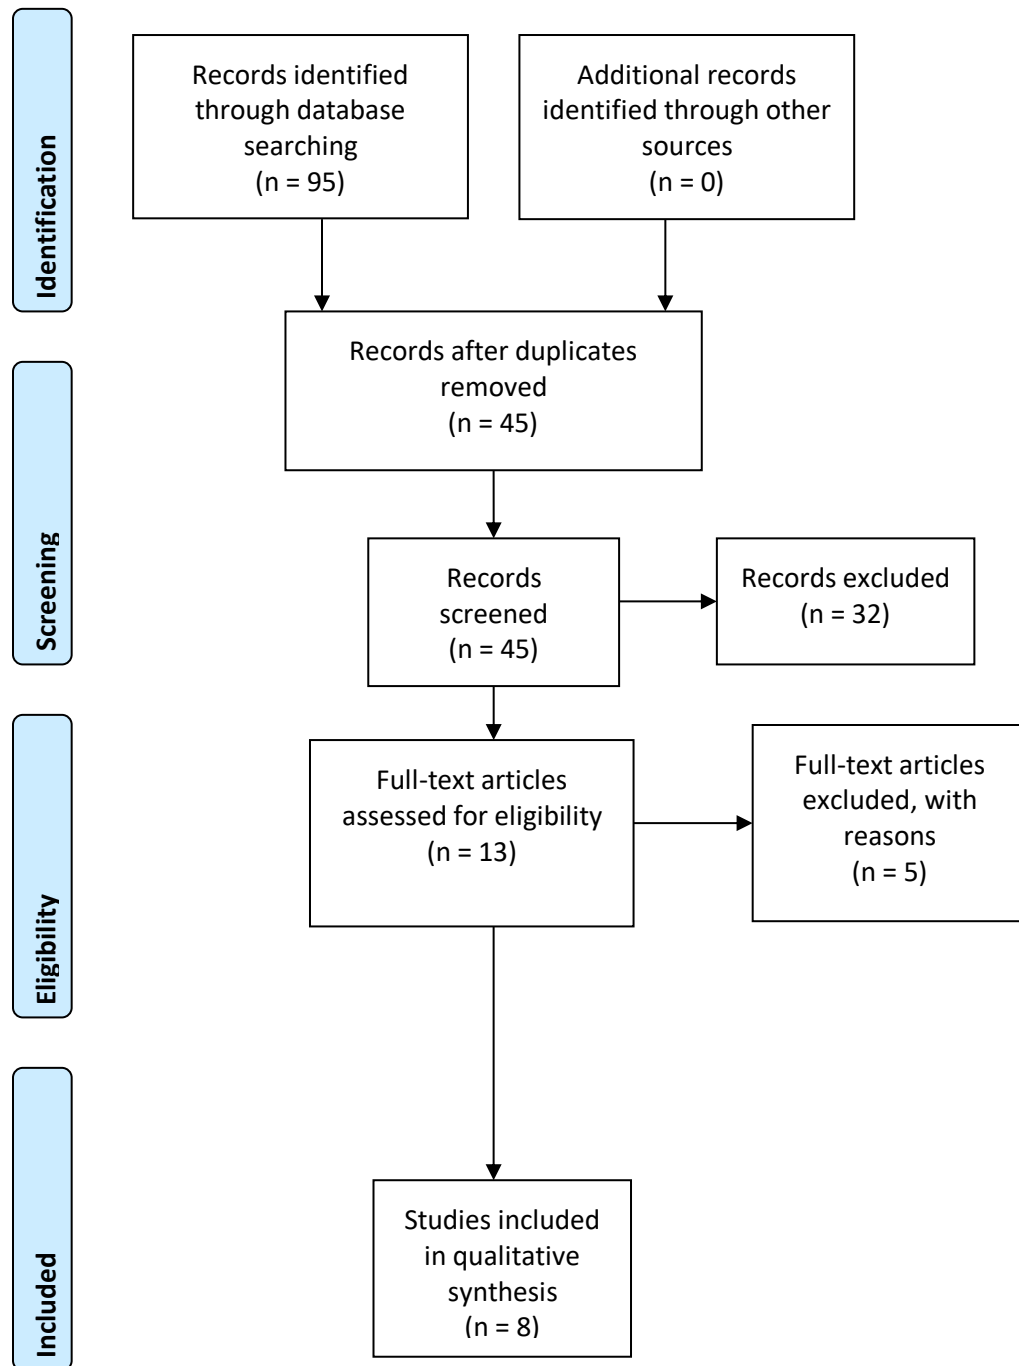 Identification
Records identified
through database
searching
(n = 95)
Additional records
identified through other
sources
(n = 0)
Records after duplicates
removed
(n = 45)
Screening
Records
screened
(n = 45)
Records excluded
(n = 32)
Eligibility
Full-text articles
assessed for eligibility
(n = 13)
Full-text articles
excluded, with
reasons
(n = 5)
Included
Studies included
in qualitative
synthesis
(n = 8)